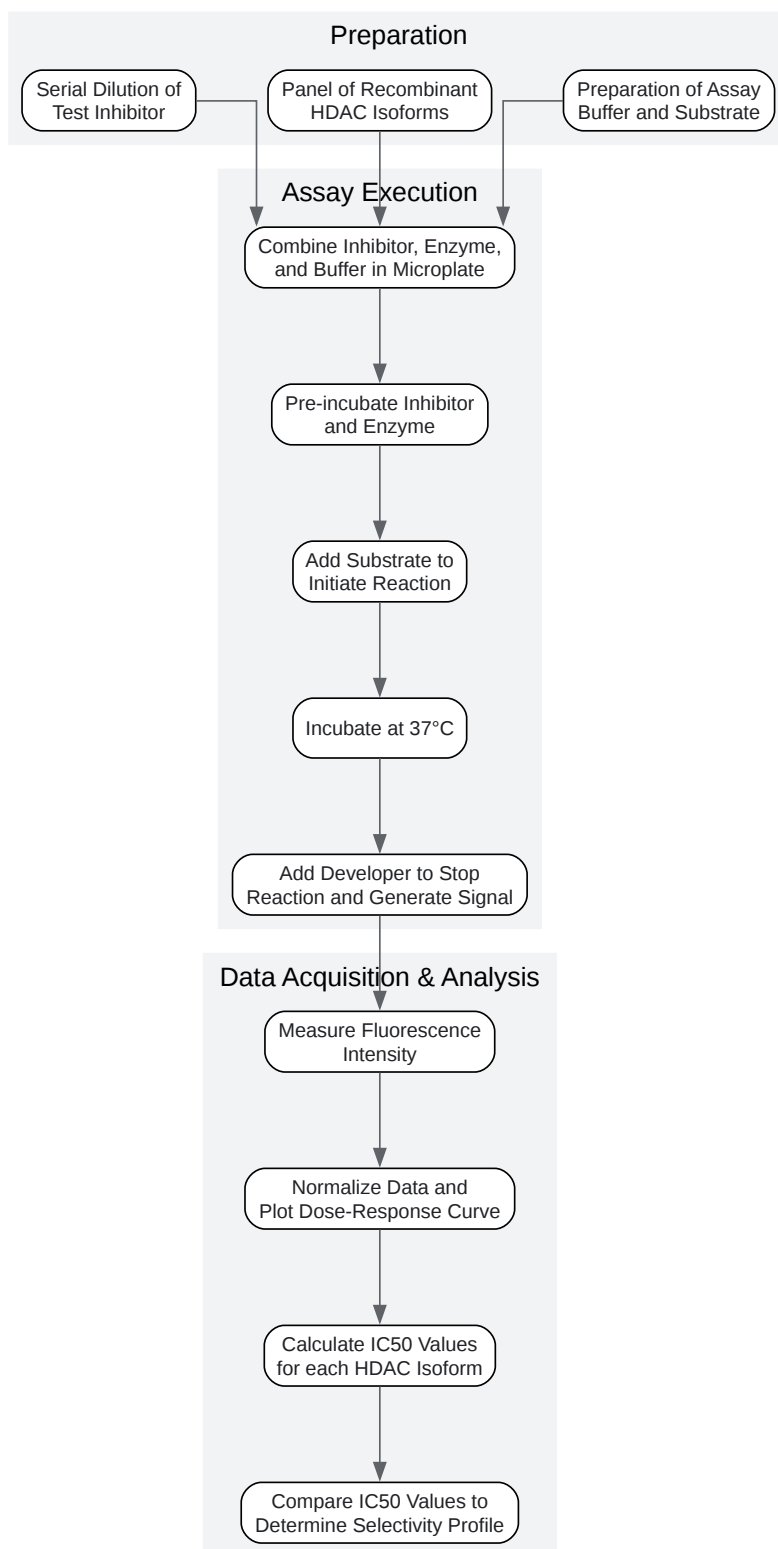 Preparation
Serial Dilution of
Test Inhibitor
Panel of Recombinant
HDAC Isoforms
Preparation of Assay
Buffer and Substrate
Assay Execution
Combine Inhibitor, Enzyme,
and Buffer in Microplate
Pre-incubate Inhibitor
and Enzyme
Add Substrate to
Initiate Reaction
Incubate at 37°C
Add Developer to Stop
Reaction and Generate Signal
Data Acquisition & Analysis
Measure Fluorescence
Intensity
Normalize Data and
Plot Dose-Response Curve
Calculate IC50 Values
for each HDAC Isoform
Compare IC50 Values to
Determine Selectivity Profile